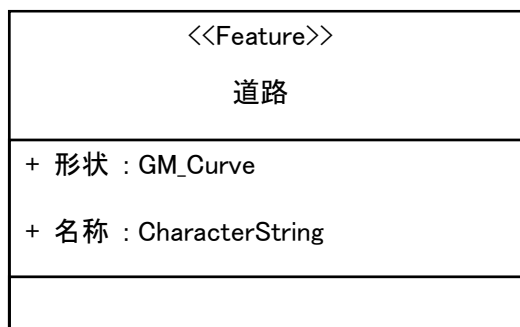 <<Feature>>
道路
+ 形状 : GM_Curve
+ 名称 : CharacterString